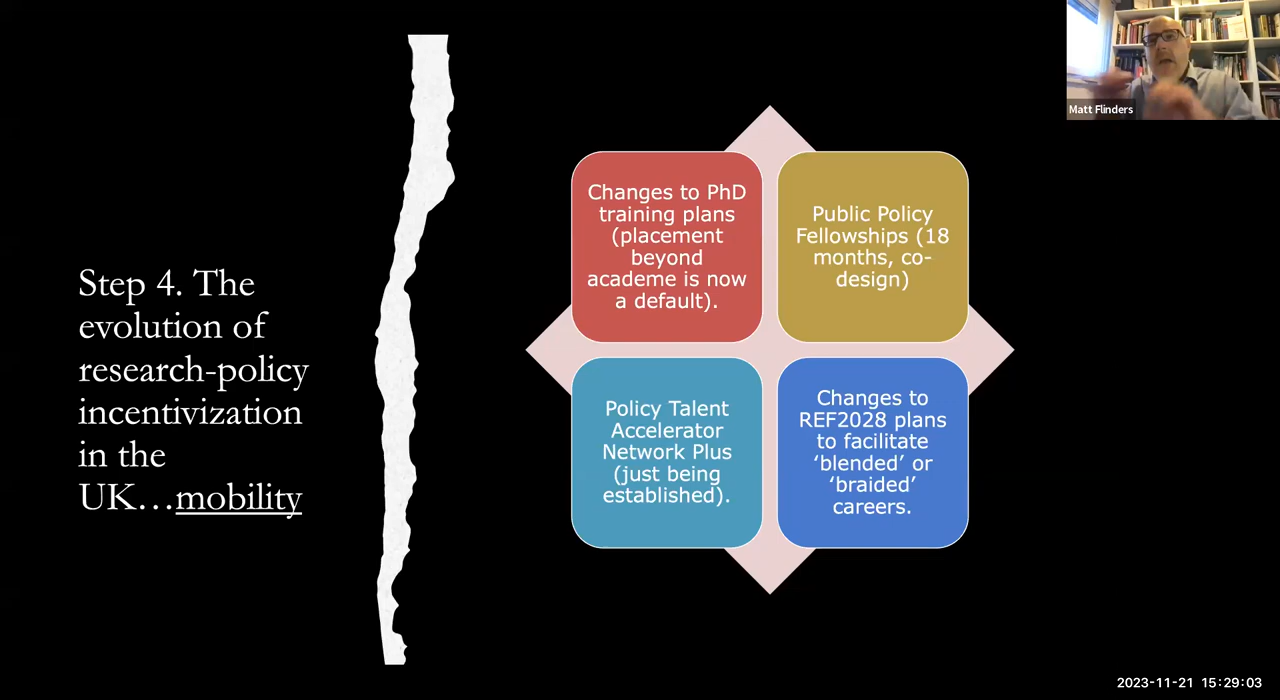 Matt Flinders
Step 4. The
evolution of
research-policy
incentivization
in the
UK…mobility
Changes to PhD
training plans
(placement
beyond
academe is now
a default).
Public Policy
Fellowships (18
months, co-
design)
Policy Talent
Accelerator
Network Plus
(just being
established).
Changes to
REF2028 plans
to facilitate
‘blended’ or
‘braided’
careers.
2023-11-21 15:29:03